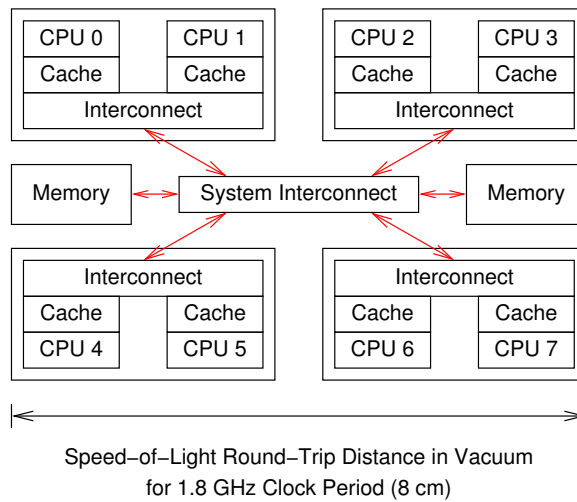 CPU 0 CPU 1 CPU 2 CPU 3
Cache Cache Cache Cache
Interconnect Interconnect
Memory System Interconnect Memory
Interconnect Interconnect
Cache Cache Cache Cache
CPU 4 CPU 5 CPU 6 CPU 7
Speed−of−Light Round−Trip Distance in Vacuum
for 1.8 GHz Clock Period (8 cm)